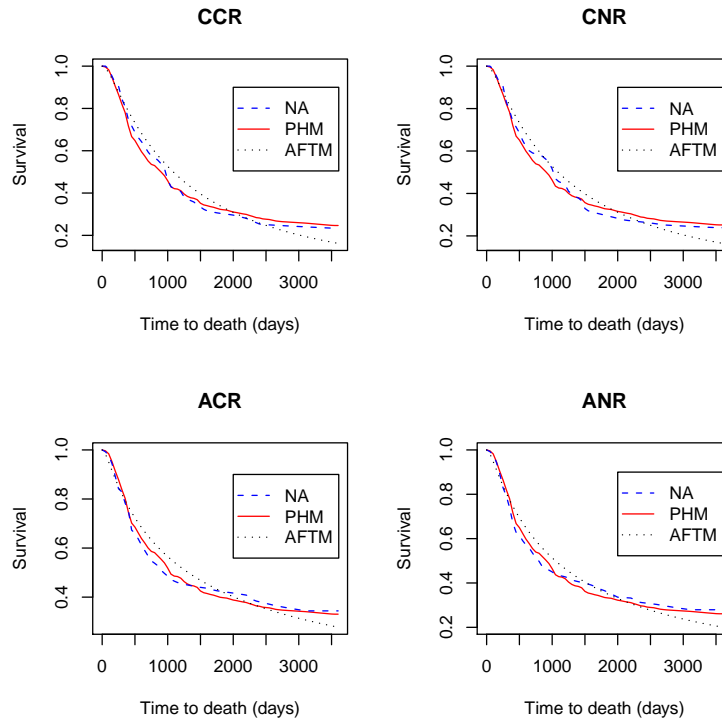 CCR
Survival
1.0
0.8
0.6
0.4
0.2
NA
PHM
AFTM
0 1000 2000 3000
Time to death (days)
CNR
Survival
1.0
0.8
0.6
0.4
0.2
NA
PHM
AFTM
0 1000 2000 3000
Time to death (days)
ACR
Survival
1.0
0.8
0.6
0.4
NA
PHM
AFTM
0 1000 2000 3000
Time to death (days)
ANR
Survival
1.0
0.8
0.6
0.4
0.2
NA
PHM
AFTM
0 1000 2000 3000
Time to death (days)